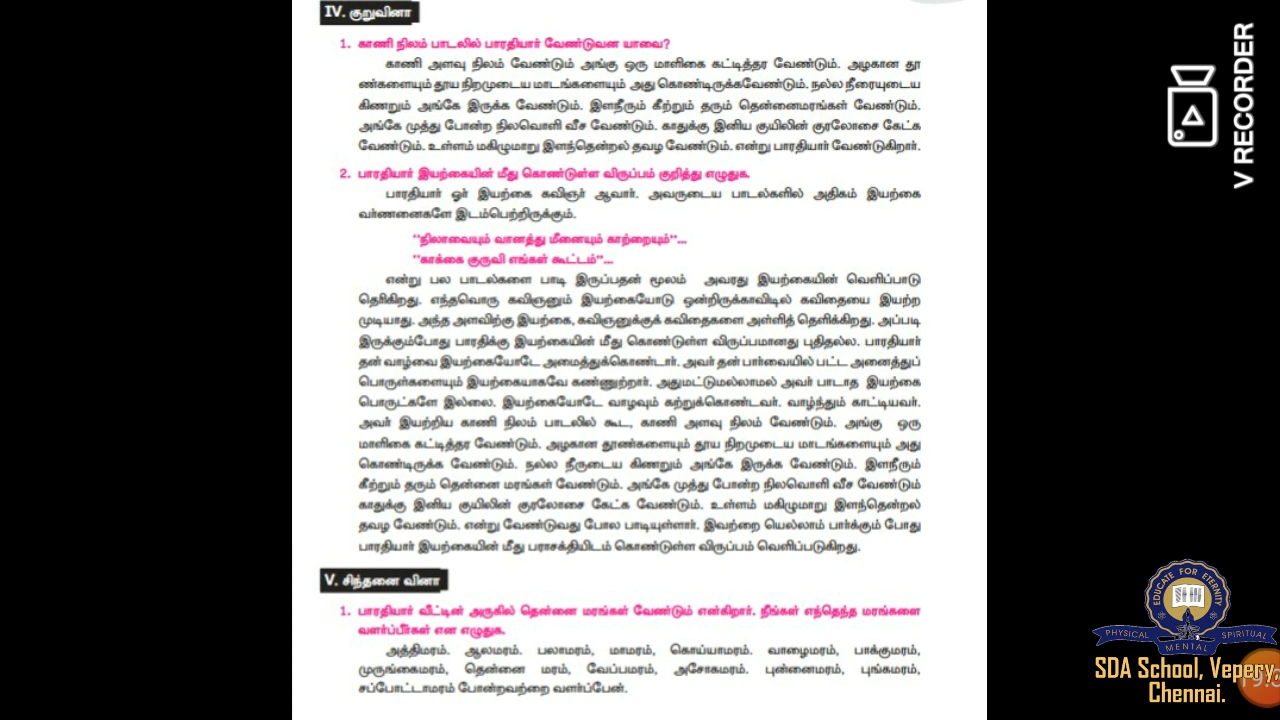 IV. குறுவினா
1. காணி நிலம் பாடலில் பாரதியார் வேண்டுவன யாவை?
காணி அளவு நிலம் வேண்டும் அங்கு ஒரு மாளிகை கட்டித்தர வேண்டும். அழகான தூ
ண்களையும் தூய நிறமுடைய மாடங்களையும் அது கொண்டிருக்கவேண்டும். நல்ல நீரையுடைய
கிணறும் அங்கே இருக்க வேண்டும். இளநீரும் கீற்றும் தரும் தென்னைமரங்கள் வேண்டும்.
அங்கே முத்து போன்ற நிலவொளி வீச வேண்டும். காதுக்கு இனிய குயிலின் குரலோசை கேட்க
வேண்டும். உள்ளம் மகிழுமாறு இளந்தென்றல் தவழ வேண்டும். என்று பாரதியார் வேண்டுகிறார்.
2. பாரதியார் இயற்கையின் மீது கொண்டுள்ள விருப்பம் குறித்து எழுதுக.
பாரதியார் ஓர் இயற்கை கவிஞர் ஆவார். அவருடைய பாடல்களில் அதிகம் இயற்கை
வர்ணனைகளே இடம்பெற்றிருக்கும்.
"நிலாவையும் வானத்து மீனையும் காற்றையும்"...
"காக்கை குருவி எங்கள் கூட்டம்"...
என்று பல பாடல்களை பாடி இருப்பதன் மூலம் அவரது இயற்கையின் வெளிப்பாடு
தெரிகிறது. எந்தவொரு கவிஞனும் இயற்கையோடு ஒன்றிருக்காவிடில் கவிதையை இயற்ற
முடியாது. அந்த அளவிற்கு இயற்கை, கவிஞனுக்குக் கவிதைகளை அள்ளித் தெளிக்கிறது. அப்படி
இருக்கும்போது பாரதிக்கு இயற்கையின் மீது கொண்டுள்ள விருப்பமானது புதிதல்ல. பாரதியார்
தன் வாழ்வை இயற்கையோடே அமைத்துக்கொண்டார். அவர் தன் பார்வையில் பட்ட அனைத்துப்
பொருள்களையும் இயற்கையாகவே கண்ணுற்றார். அதுமட்டுமல்லாமல் அவர் பாடாத இயற்கை
பொருட்களே இல்லை. இயற்கையோடே வாழவும் கற்றுக்கொண்டவர். வாழ்ந்தும் காட்டியவர்.
அவர் இயற்றிய காணி நிலம் பாடலில் கூட, காணி அளவு நிலம் வேண்டும். அங்கு ஒரு
மாளிகை கட்டித்தர வேண்டும். அழகான தூண்களையும் தூய நிறமுடைய மாடங்களையும் அது
கொண்டிருக்க வேண்டும். நல்ல நீருடைய கிணறும் அங்கே இருக்க வேண்டும். இளநீரும்
கீற்றும் தரும் தென்னை மரங்கள் வேண்டும். அங்கே முத்து போன்ற நிலவொளி வீச வேண்டும்
காதுக்கு இனிய குயிலின் குரலோசை கேட்க வேண்டும். உள்ளம் மகிழுமாறு இளந்தென்றல்
தவழ வேண்டும். என்று வேண்டுவது போல பாடியுள்ளார். இவற்றை யெல்லாம் பார்க்கும் போது
பாரதியார் இயற்கையின் மீது பராசக்தியிடம் கொண்டுள்ள விருப்பம் வெளிப்படுகிறது.
V. சிந்தனை வினா
1. பாரதியார் வீட்டின் அருகில் தென்னை மரங்கள் வேண்டும் என்கிறார். நீங்கள் எந்தெந்த மரங்களை
வளர்ப்பீர்கள் என எழுதுக.
அத்திமரம். ஆலமரம். பலாமரம், மாமரம், கொய்யாமரம். வாழைமரம், பாக்குமரம்,
முருங்கைமரம், தென்னை மரம், வேப்பமரம், அசோகமரம். புன்னைமரம், புங்கமரம்,
சப்போட்டாமரம் போன்றவற்றை வளர்ப்பேன்.
V RECORDER
EDUCATE FOR ETERNITY
PHYSICAL MENTAL SPIRITUAL
SDA School, Vepery,
Chennai.